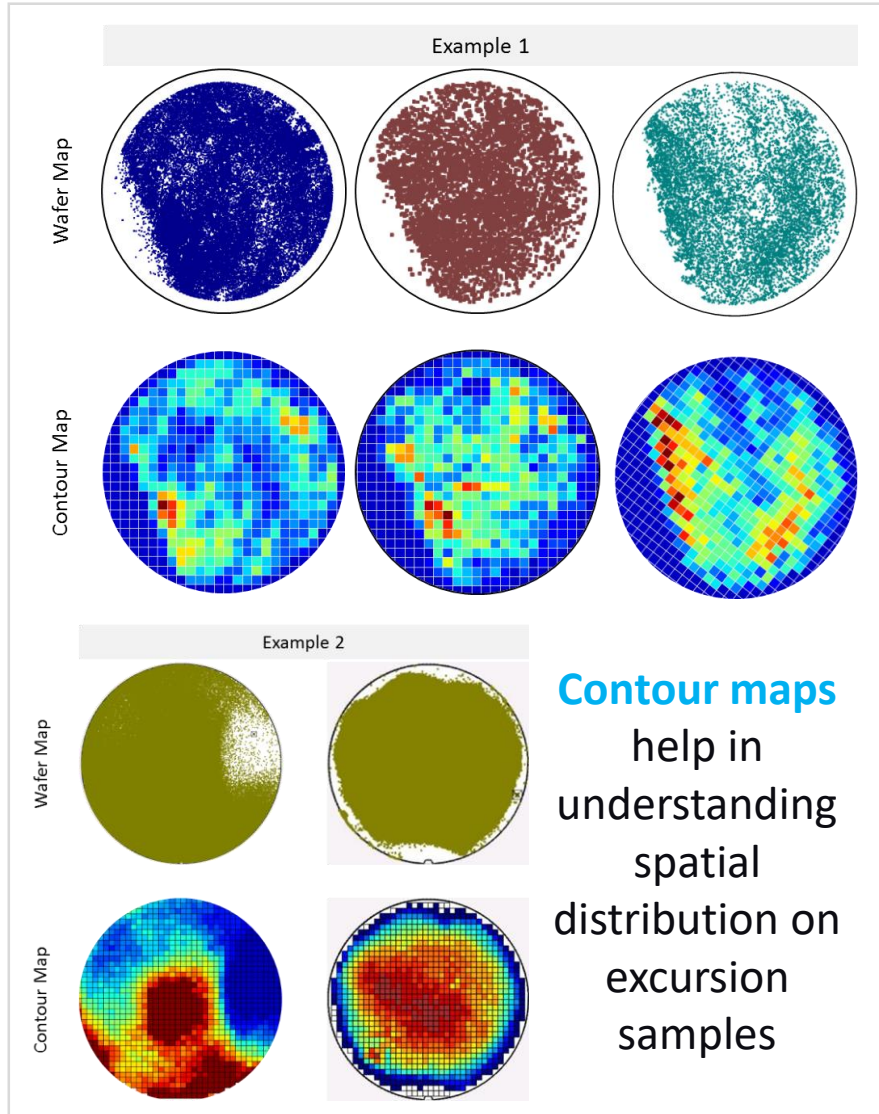 Example 1
Wafer Map
Contour Map
Example 2
Wafer Map
Contour Map
Contour maps
help in
understanding
spatial
distribution on
excursion
samples